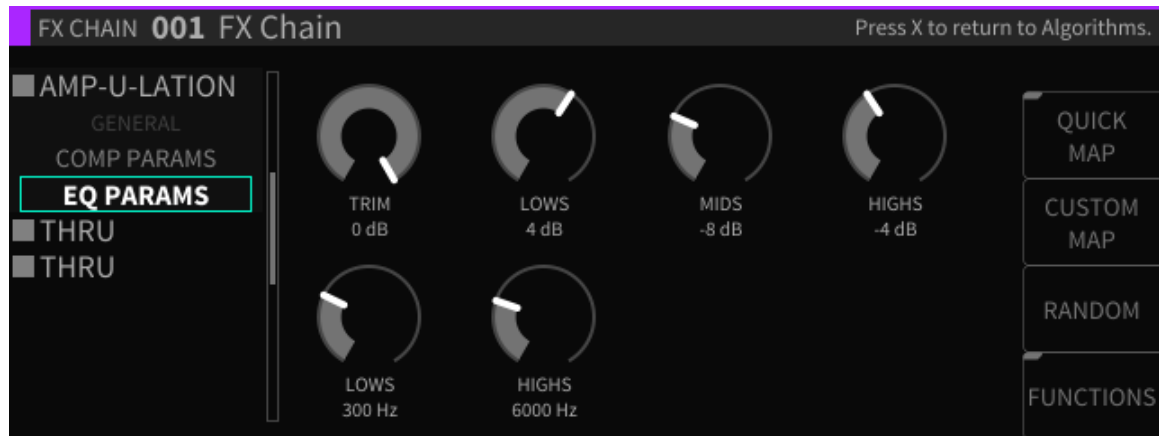 FX CHAIN 001 FX Chain
Press X to return to Algorithms.
AMP-U-LATION
GENERAL
COMP PARAMS
EQ PARAMS
THRU
THRU
TRIM
0 dB
LOWS
4 dB
MIDS
-8 dB
HIGHS
-4 dB
LOWS
300 Hz
HIGHS
6000 Hz
QUICK
MAP
CUSTOM
MAP
RANDOM
FUNCTIONS